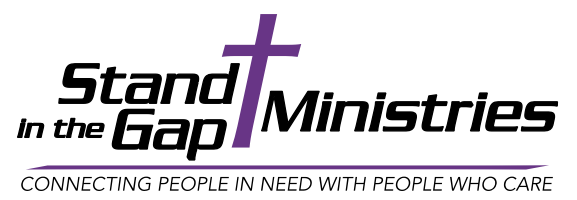 Stand
in the Gap Ministries
CONNECTING PEOPLE IN NEED WITH PEOPLE WHO CARE